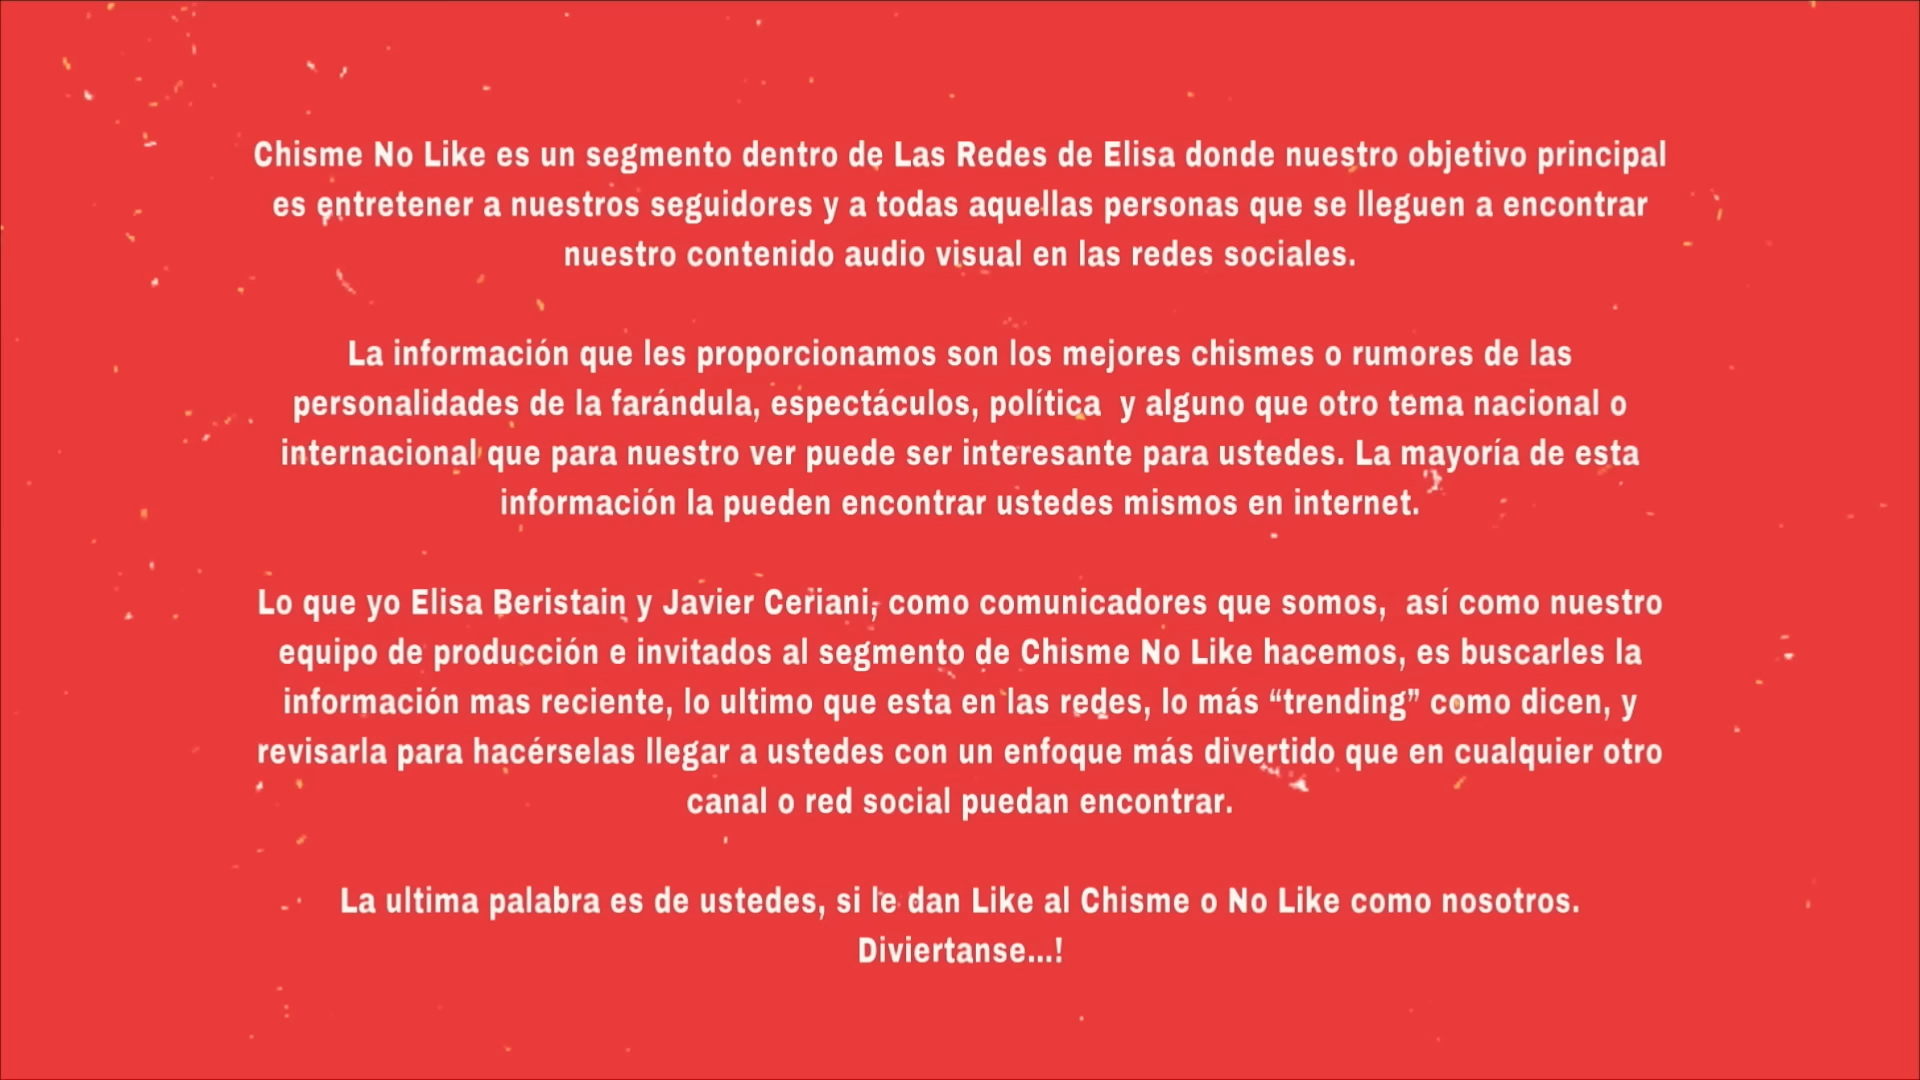 Chisme No Like es un segmento dentro de Las Redes de Elisa donde nuestro objetivo principal
es entretener a nuestros seguidores y a todas aquellas personas que se lleguen a encontrar
nuestro contenido audio visual en las redes sociales.
La información que les proporcionamos son los mejores chismes o rumores de las
personalidades de la farándula, espectáculos, política y alguno que otro tema nacional o
internacional que para nuestro ver puede ser interesante para ustedes. La mayoría de esta
información la pueden encontrar ustedes mismos en internet.
Lo que yo Elisa Beristain y Javier Ceriani, como comunicadores que somos, así como nuestro
equipo de producción e invitados al segmento de Chisme No Like hacemos, es buscarles la
información mas reciente, lo ultimo que esta en las redes, lo más “trending” como dicen, y
revisarla para hacérselas llegar a ustedes con un enfoque más divertido que en cualquier otro
canal o red social puedan encontrar.
La ultima palabra es de ustedes, si le dan Like al Chisme o No Like como nosotros.
Diviertanse...!